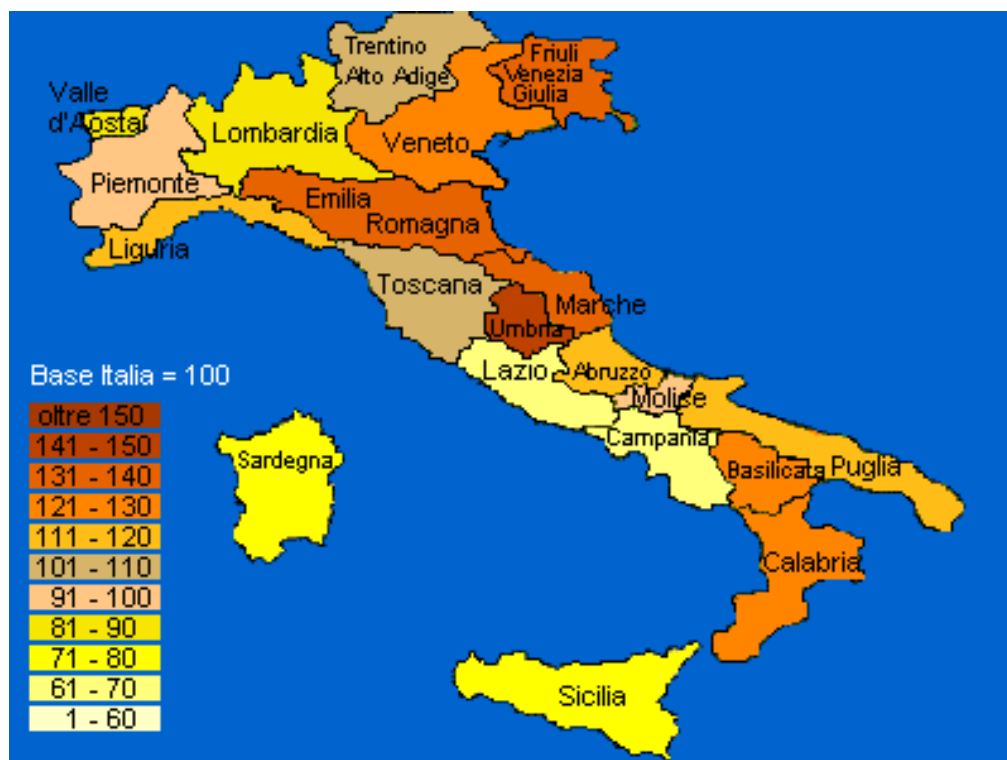 Trentino
Alto Adige
Friuli
Venezia
Giulia
Valle
d'Aosta
Lombardia
Veneto
Piemonte
Emilia
Romagna
Liguria
Toscana
Marche
Umbria
Lazio
Abruzzo
Molise
Campania
Basilicata
Puglia
Sardegna
Calabria
Sicilia
Base Italia = 100
oltre 150
141 - 150
131 - 140
121 - 130
111 - 120
101 - 110
91 - 100
81 - 90
71 - 80
61 - 70
1 - 60